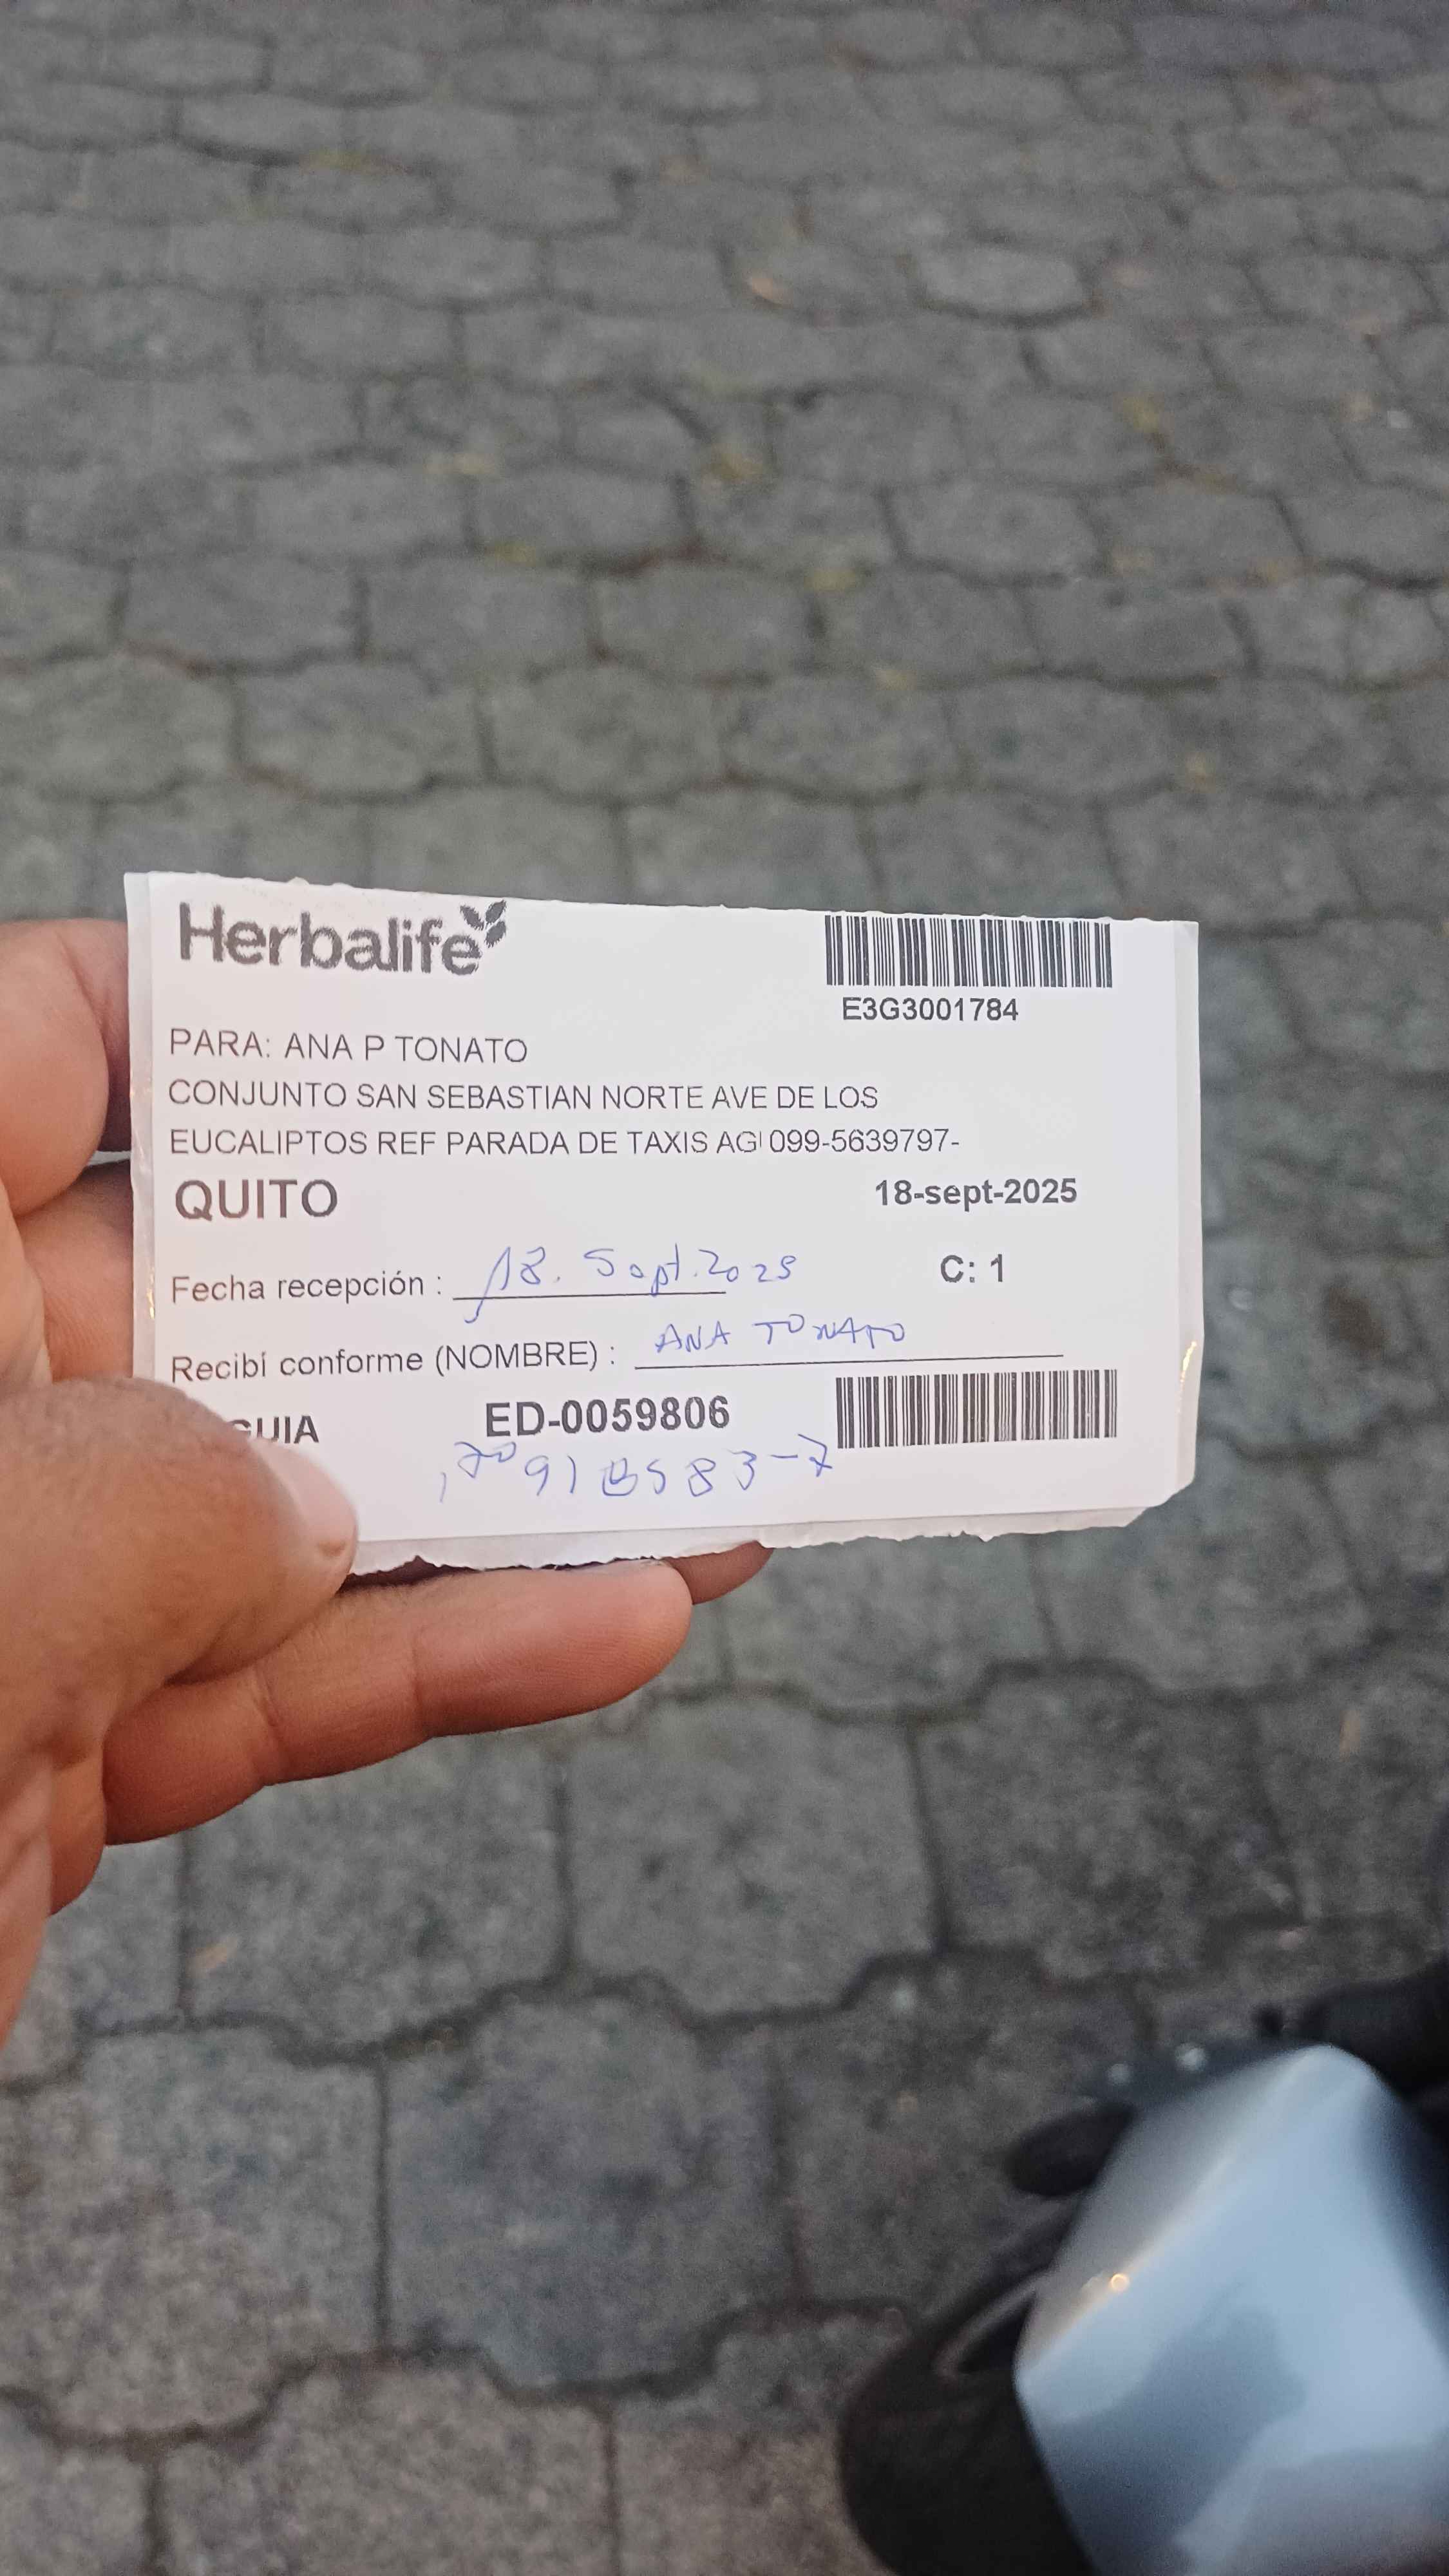 Herbalife
E3G3001784
PARA: ANA P TONATO
CONJUNTO SAN SEBASTIAN NORTE AVE DE LOS
EUCALIPTOS REF PARADA DE TAXIS AG 099-5639797-
QUITO 18-sept-2025
Fecha recepción : 18. Sept. 2025 C: 1
Recibí conforme (NOMBRE) : ANA TONATO
GUIA ED-0059806